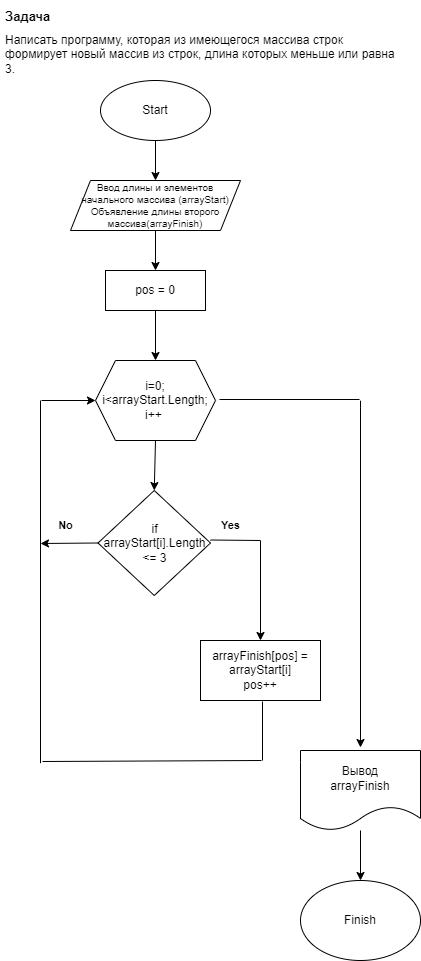 Задача
Написать программу, которая из имеющегося массива строк
формирует новый массив из строк, длина которых меньше или равна
3.
Start
Ввод длины и элементов
начального массива (arrayStart)
Объявление длины второго
массива(arrayFinish)
pos = 0
i=0;
i<arrayStart.Length;
i++
if
arrayStart[i].Length
<= 3
No
Yes
arrayFinish[pos] =
arrayStart[i]
pos++
Вывод
arrayFinish
Finish